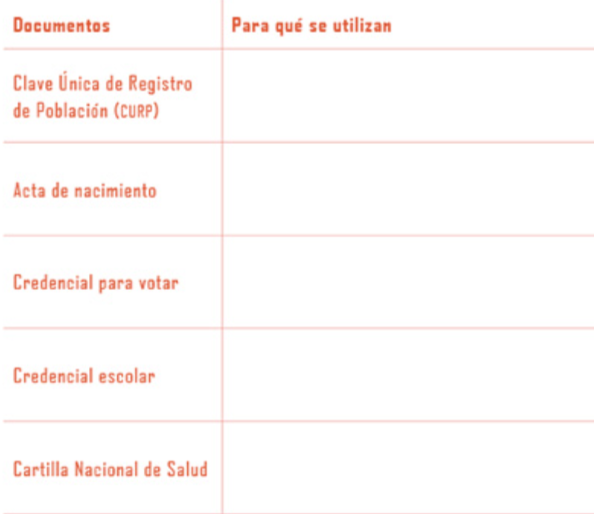 Documentos
Para qué se utilizan
Clave Única de Registro
de Población (CURP)
Acta de nacimiento
Credencial para votar
Credencial escolar
Cartilla Nacional de Salud